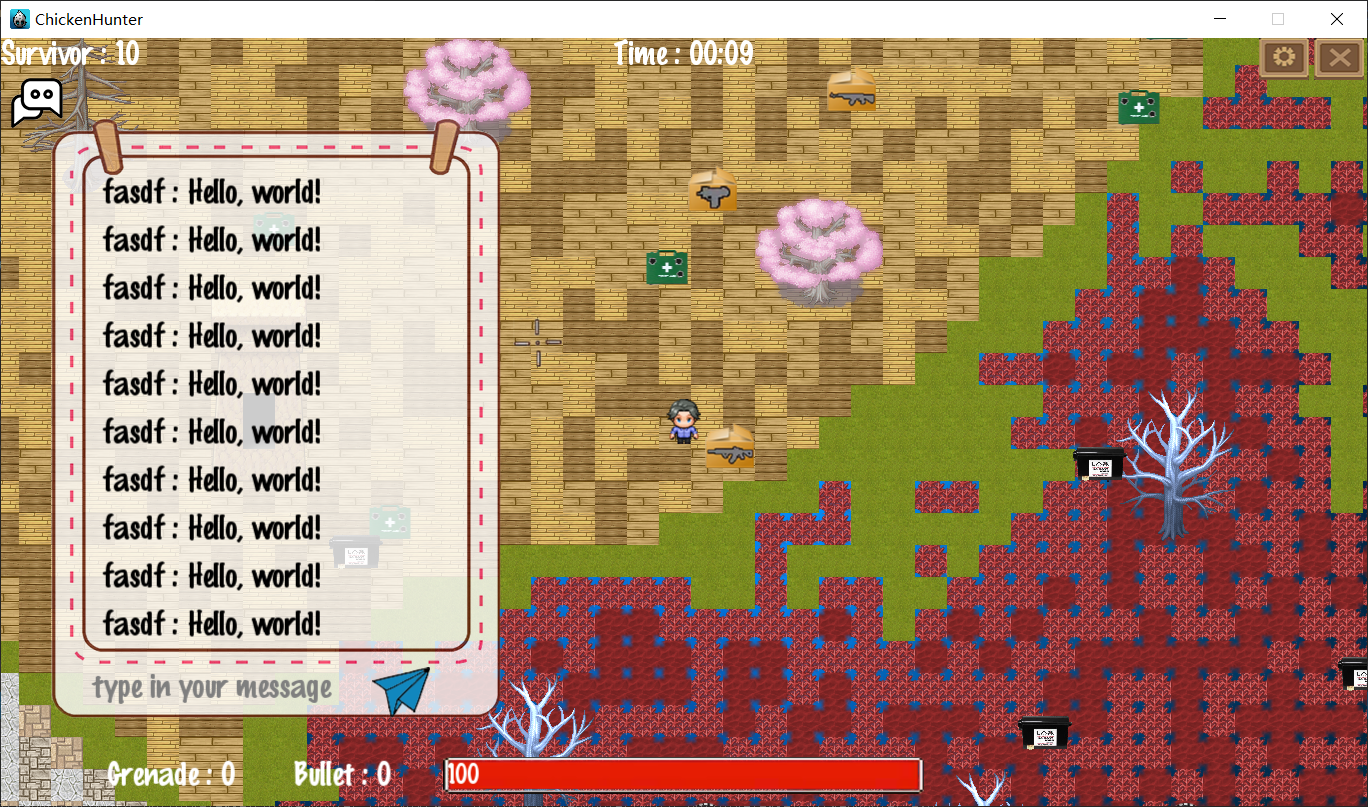 ChickenHunter
Survivor : 10
Time : 00:09
fasdf : Hello, world!
fasdf : Hello, world!
fasdf : Hello, world!
fasdf : Hello, world!
fasdf : Hello, world!
fasdf : Hello, world!
fasdf : Hello, world!
fasdf : Hello, world!
fasdf : Hello, world!
fasdf : Hello, world!
type in your message
Grenade : 0
Bullet : 0
100